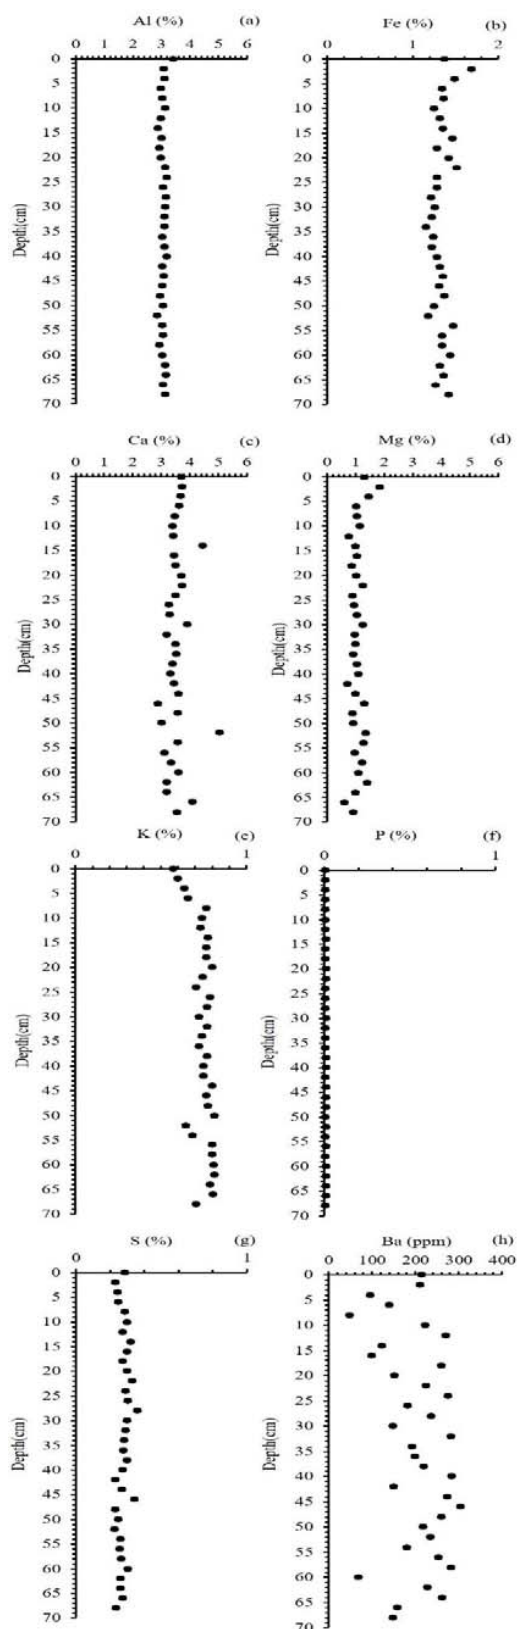 Al (%) (a) Fe (%) (b)
0 1 2 3 4 5 6 0 1 2
0 5 10 15 20 25 30 35 40 45 50 55 60 65 70
Depth(cm)
0 5 10 15 20 25 30 35 40 45 50 55 60 65 70
Depth(cm)
Ca (%) (c) Mg (%) (d)
0 1 2 3 4 5 6 0 1 2 3 4 5 6
0 5 10 15 20 25 30 35 40 45 50 55 60 65 70
Depth(cm)
0 5 10 15 20 25 30 35 40 45 50 55 60 65 70
Depth(cm)
K (%) (e) P (%) (f)
0 1 0 1
0 5 10 15 20 25 30 35 40 45 50 55 60 65 70
Depth(cm)
0 5 10 15 20 25 30 35 40 45 50 55 60 65 70
Depth(cm)
S (%) (g) Ba (ppm) (h)
0 1 0 100 200 300 400
0 5 10 15 20 25 30 35 40 45 50 55 60 65 70
Depth(cm)
0 5 10 15 20 25 30 35 40 45 50 55 60 65 70
Depth(cm)